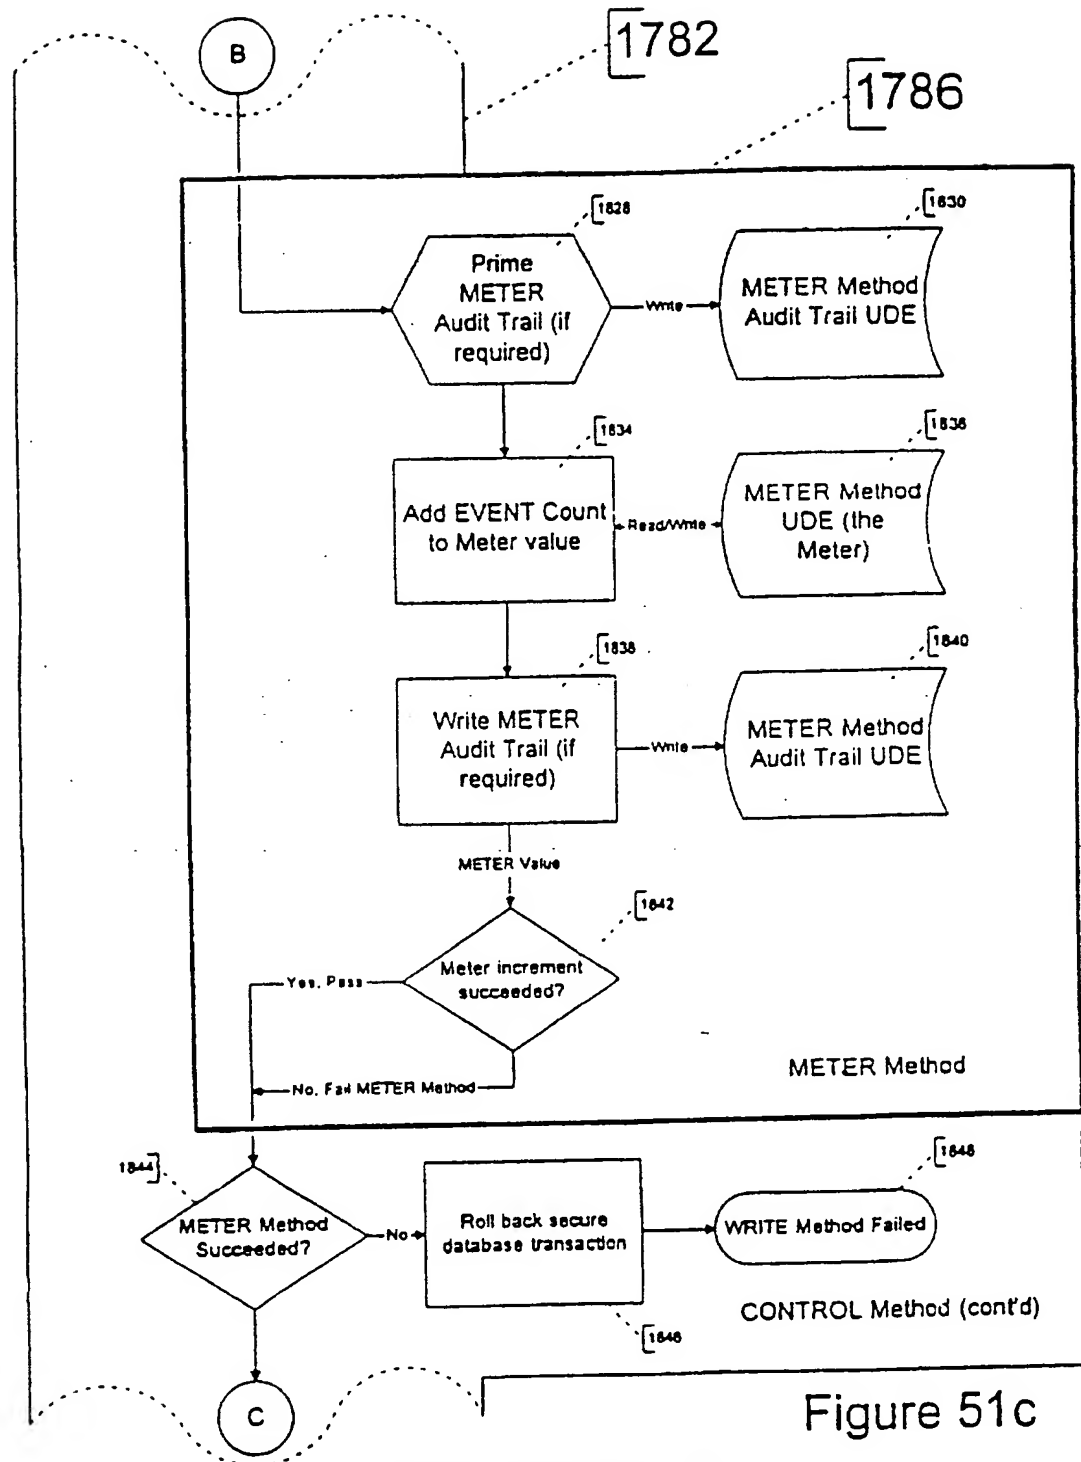 B
1782
1786
1828
1830
Prime
METER
Audit Trail (if
required)
Write
METER Method
Audit Trail UDE
1834
1836
Add EVENT Count
to Meter value
Read/Write
METER Method
UDE (the
Meter)
1838
1840
Write METER
Audit Trail (if
required)
Write
METER Method
Audit Trail UDE
METER Value
1842
Meter increment
succeeded?
Yes, Pass
No, Fail METER Method
METER Method
1844
1848
METER Method
Succeeded?
No
Roll back secure
database transaction
WRITE Method Failed
CONTROL Method (cont'd)
1846
C
Figure 51c